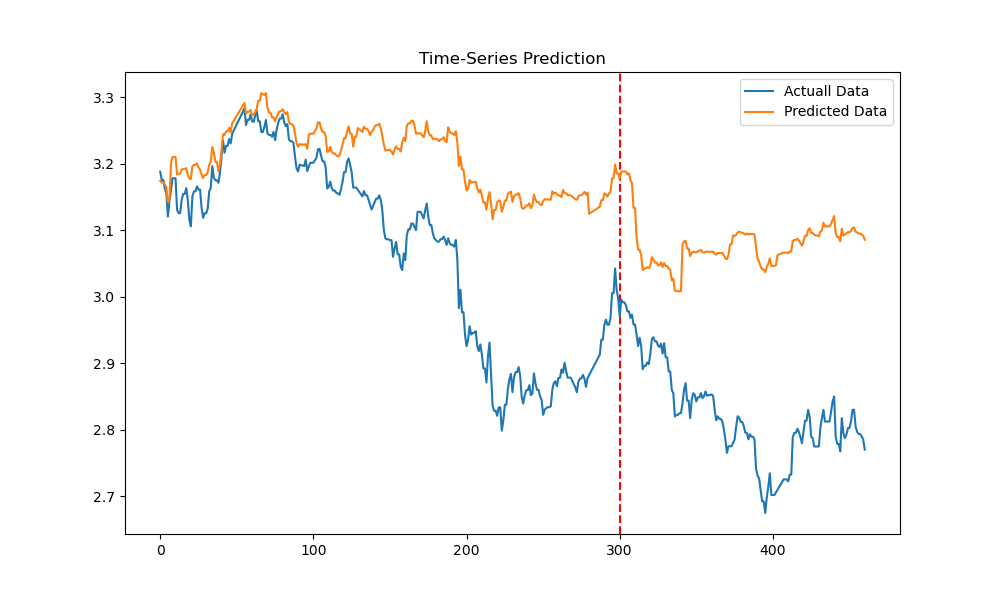 Time-Series Prediction
Actuall Data
Predicted Data
3.3
3.2
3.1
3.0
2.9
2.8
2.7
0 100 200 300 400